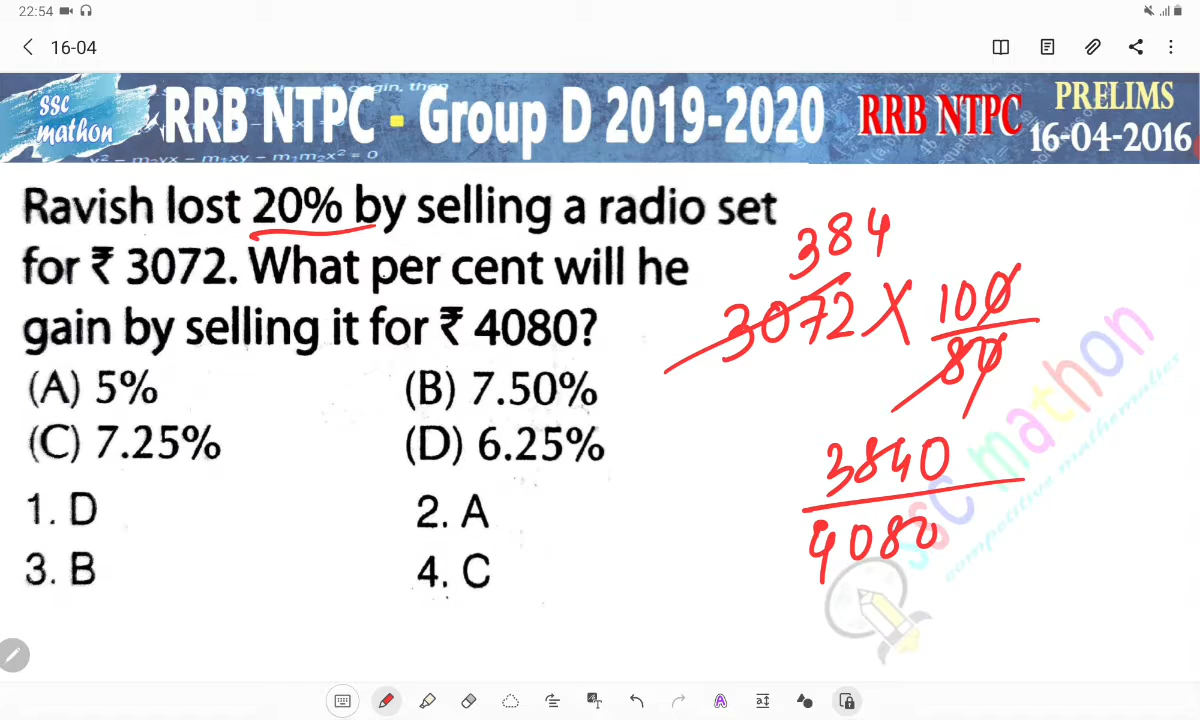 22:54
16-04
SSC mathon
RRB NTPC - Group D 2019-2020
RRB NTPC
PRELIMS
16-04-2016
Ravish lost 20% by selling a radio set
for ₹ 3072. What per cent will he
gain by selling it for ₹ 4080?
(A) 5% (B) 7.50%
(C) 7.25% (D) 6.25%
1. D 2. A
3. B 4. C
384
3072 X 100/80
3840
4080
SSC mathon
competitive mathematics